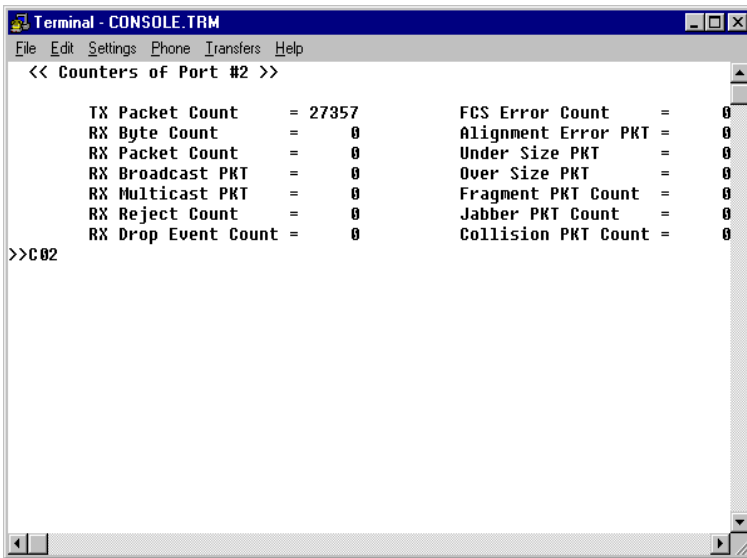 Terminal - CONSOLE.TRM
File Edit Settings Phone Transfers Help
<< Counters of Port #2 >>
TX Packet Count = 27357 FCS Error Count = 0
RX Byte Count = 0 Alignment Error PKT = 0
RX Packet Count = 0 Under Size PKT = 0
RX Broadcast PKT = 0 Over Size PKT = 0
RX Multicast PKT = 0 Fragment PKT Count = 0
RX Reject Count = 0 Jabber PKT Count = 0
RX Drop Event Count = 0 Collision PKT Count = 0
>>C02